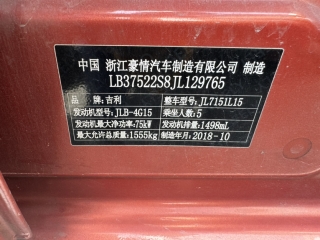 中国 浙江豪情汽车制造有限公司 制造
LB37522S8JL129765
品牌:吉利 整车型号:JL7151L15
发动机型号:JLB-4G15 乘坐人数:5
发动机最大净功率:75kW 发动机排量:1498mL
最大允许总质量:1555kg 制造年月:2018-10